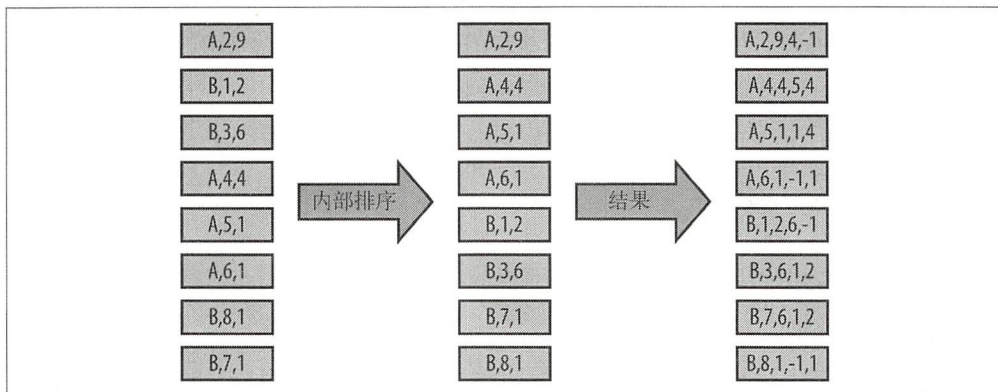 A,2,9
B,1,2
B,3,6
A,4,4
A,5,1
A,6,1
B,8,1
B,7,1
内部排序
A,2,9
A,4,4
A,5,1
A,6,1
B,1,2
B,3,6
B,7,1
B,8,1
结果
A,2,9,4,-1
A,4,4,5,4
A,5,1,1,4
A,6,1,-1,1
B,1,2,6,-1
B,3,6,1,2
B,7,6,1,2
B,8,1,-1,1